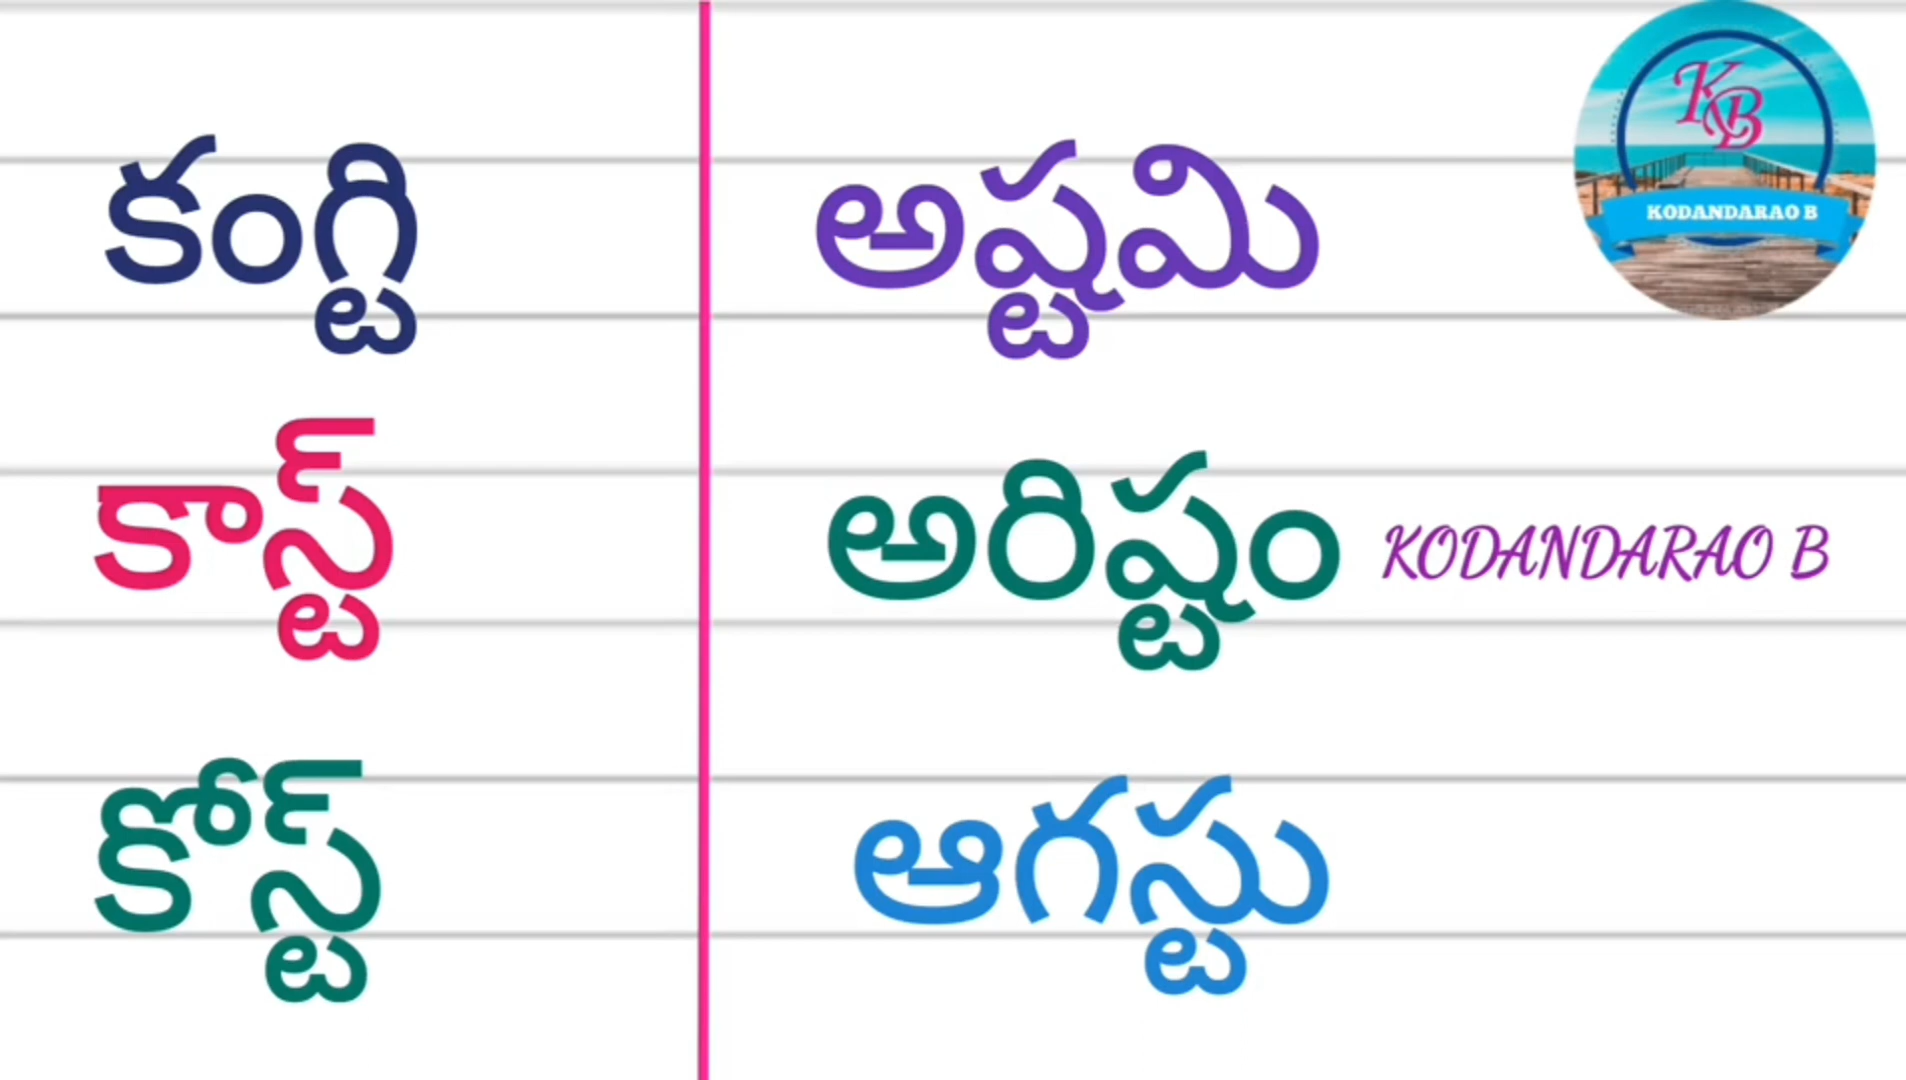 కంగ్టి అష్టమి
కాస్ట్ అరిష్టం KODANDARAO B
కోస్ట్ ఆగస్టు
KB
KODANDARAO B